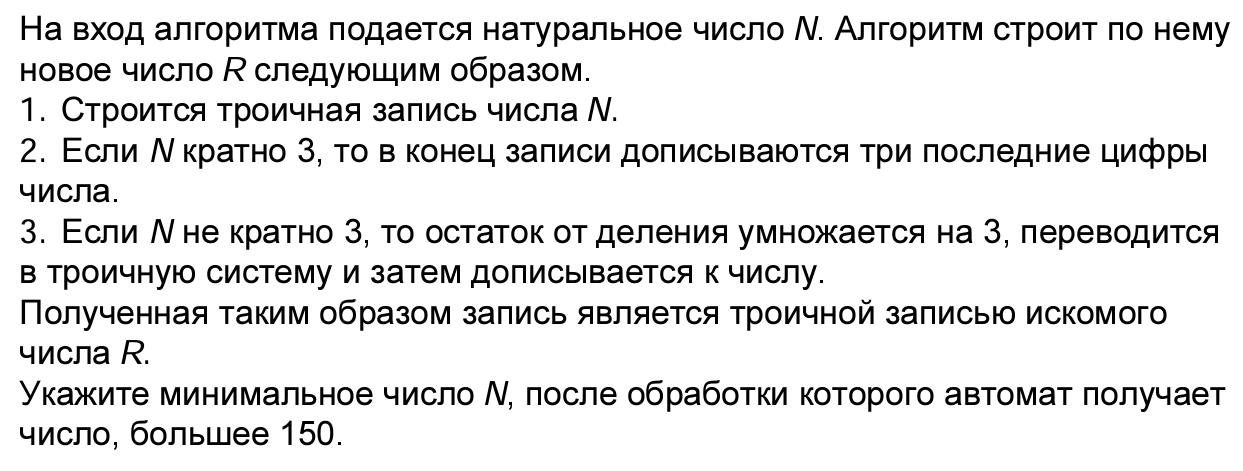 На вход алгоритма подается натуральное число N. Алгоритм строит по нему
новое число R следующим образом.
1. Строится троичная запись числа N.
2. Если N кратно 3, то в конец записи дописываются три последние цифры
числа.
3. Если N не кратно 3, то остаток от деления умножается на 3, переводится
в троичную систему и затем дописывается к числу.
Полученная таким образом запись является троичной записью искомого
числа R.
Укажите минимальное число N, после обработки которого автомат получает
число, большее 150.